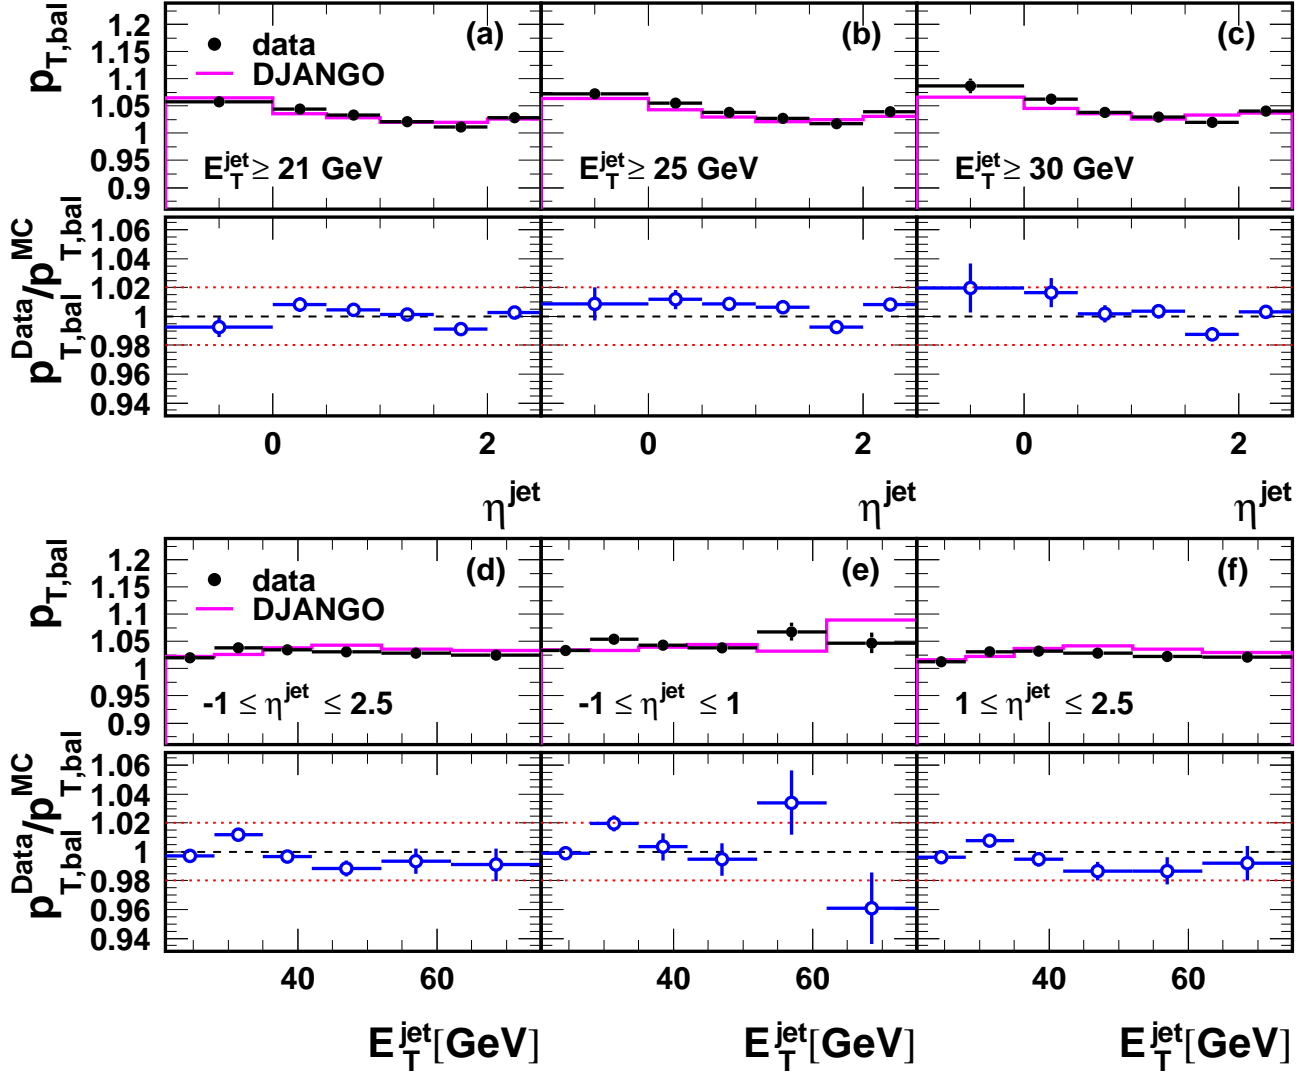 p_T,bal
1.2
1.15
1.1
1.05
1
0.95
0.9
data
DJANGO
(a)
E_T^jet ≥ 21 GeV
(b)
E_T^jet ≥ 25 GeV
(c)
E_T^jet ≥ 30 GeV
p_T,bal^Data/p_T,bal^MC
1.06
1.04
1.02
1
0.98
0.96
0.94
0 2
0 2
0 2
η^jet
η^jet
η^jet
p_T,bal
1.2
1.15
1.1
1.05
1
0.95
0.9
data
DJANGO
(d)
-1 ≤ η^jet ≤ 2.5
(e)
-1 ≤ η^jet ≤ 1
(f)
1 ≤ η^jet ≤ 2.5
p_T,bal^Data/p_T,bal^MC
1.06
1.04
1.02
1
0.98
0.96
0.94
40 60
40 60
40 60
E_T^jet[GeV]
E_T^jet[GeV]
E_T^jet[GeV]